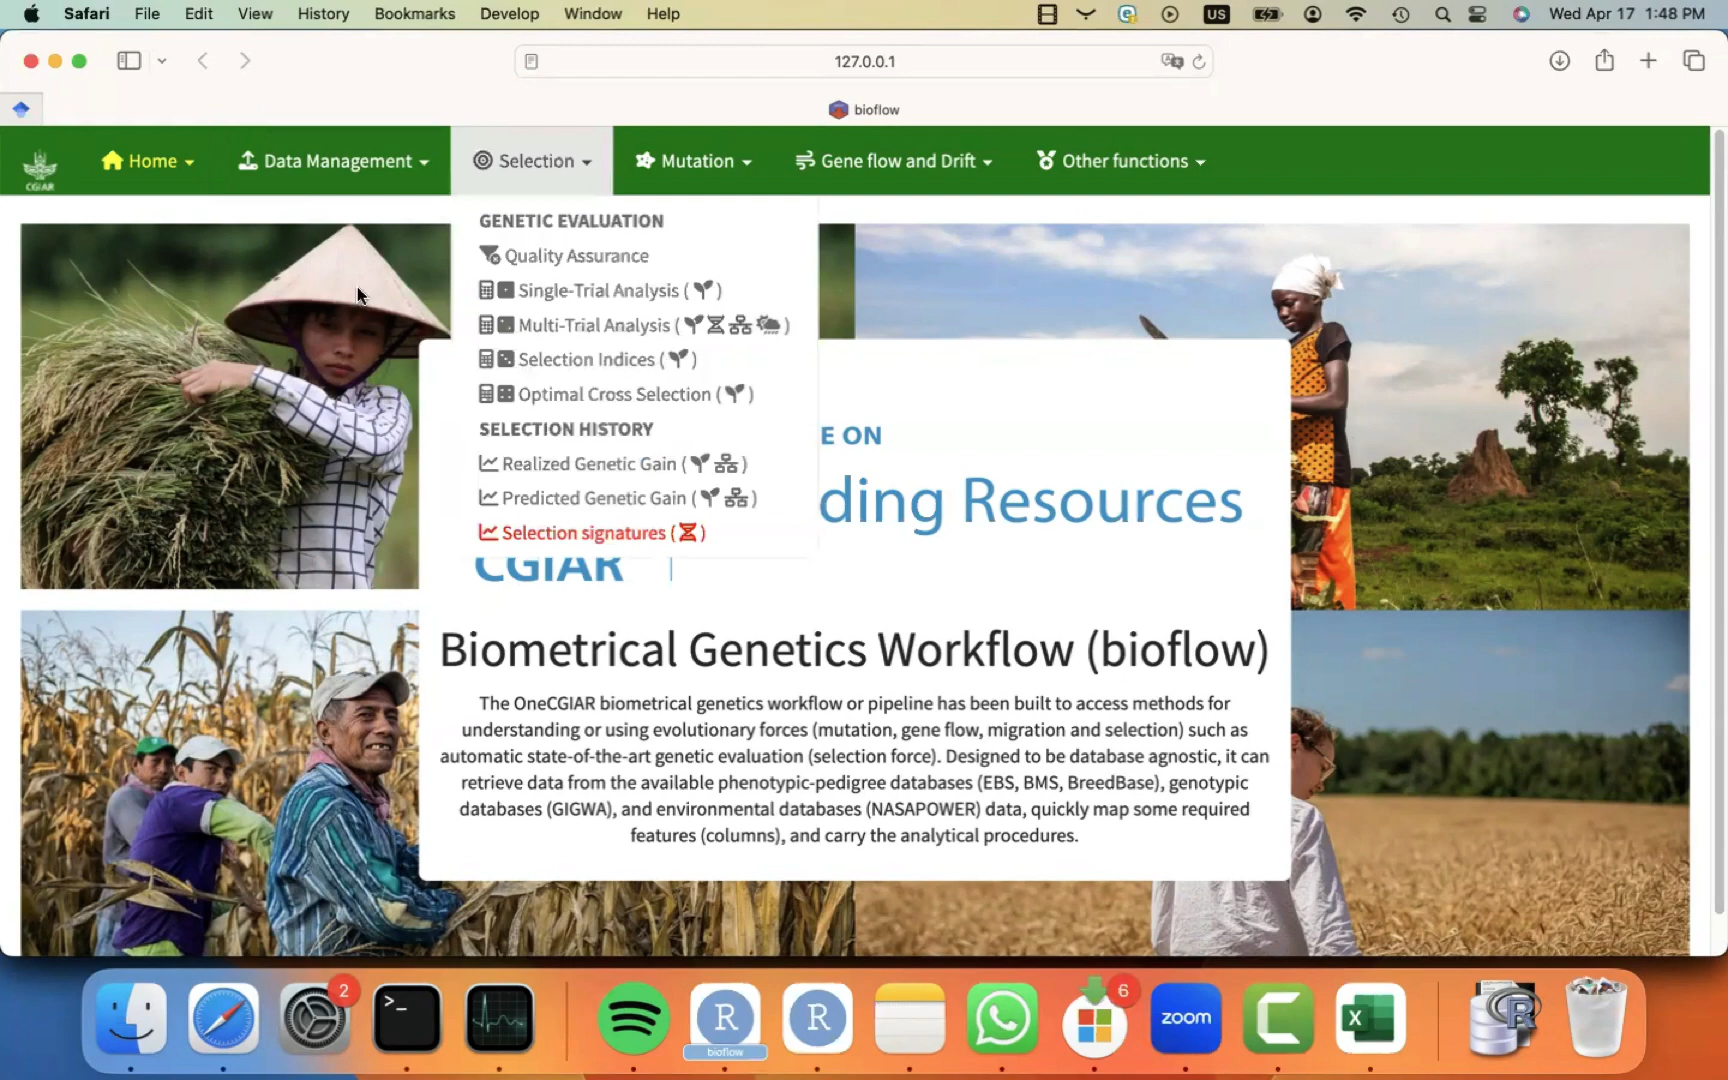 Safari File Edit View History Bookmarks Develop Window Help US Wed Apr 17 1:48 PM
127.0.0.1
bioflow
CGIAR Home Data Management Selection Mutation Gene flow and Drift Other functions
GENETIC EVALUATION
Quality Assurance
Single-Trial Analysis ( )
Multi-Trial Analysis ( )
Selection Indices ( )
Optimal Cross Selection ( )
SELECTION HISTORY
Realized Genetic Gain ( )
Predicted Genetic Gain ( )
Selection signatures ( )
E ON
ding Resources
CGIAR
Biometrical Genetics Workflow (bioflow)
The OneCGIAR biometrical genetics workflow or pipeline has been built to access methods for
understanding or using evolutionary forces (mutation, gene flow, migration and selection) such as
automatic state-of-the-art genetic evaluation (selection force). Designed to be database agnostic, it can
retrieve data from the available phenotypic-pedigree databases (EBS, BMS, BreedBase), genotypic
databases (GIGWA), and environmental databases (NASAPOWER) data, quickly map some required
features (columns), and carry the analytical procedures.
2
6
>_
R
R
zoom
C
X
R
bioflow